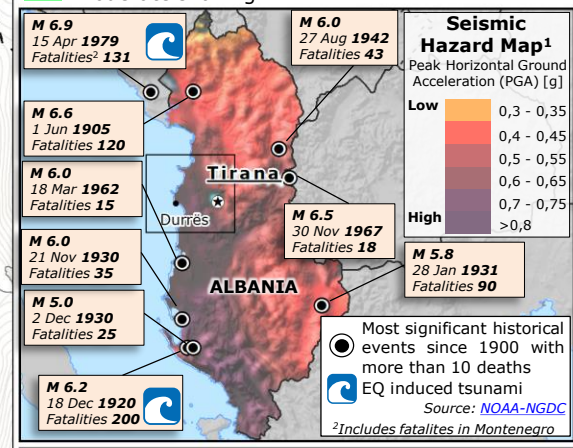 M 6.9
15 Apr 1979
Fatalities² 131
M 6.0
27 Aug 1942
Fatalities 43
Seismic
Hazard Map¹
Peak Horizontal Ground
Acceleration (PGA) [g]
Low
0,3 - 0,35
0,4 - 0,45
0,5 - 0,55
0,6 - 0,65
0,7 - 0,75
High
>0,8
M 6.6
1 Jun 1905
Fatalities 120
M 6.0
18 Mar 1962
Fatalities 15
Tirana
Durrës
M 6.5
30 Nov 1967
Fatalities 18
M 6.0
21 Nov 1930
Fatalities 35
M 5.8
28 Jan 1931
Fatalities 90
ALBANIA
M 5.0
2 Dec 1930
Fatalities 25
M 6.2
18 Dec 1920
Fatalities 200
Most significant historical
events since 1900 with
more than 10 deaths
EQ induced tsunami
Source: NOAA-NGDC
²Includes fatalites in Montenegro